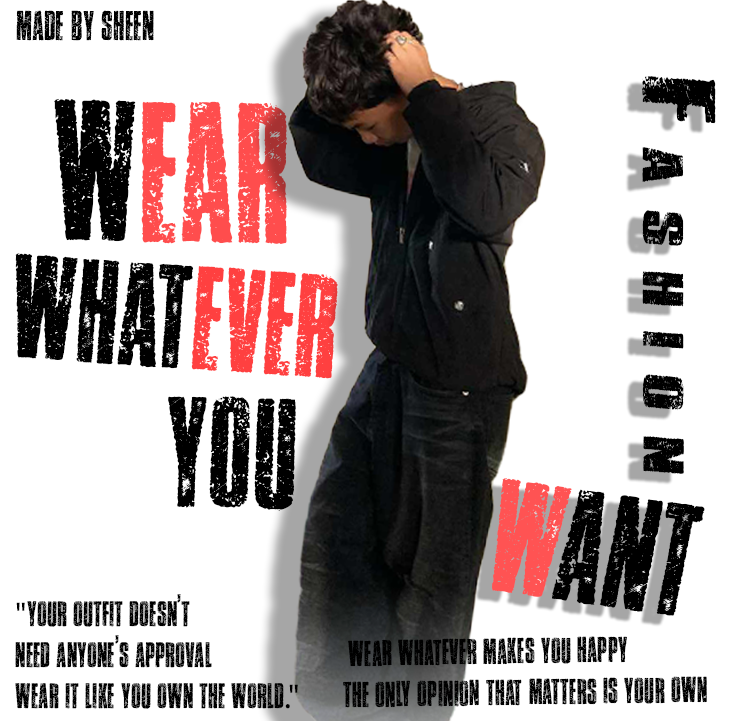 MADE BY SHEEN
WEAR
WHATEVER
YOU
WANT
FASHION
"YOUR OUTFIT DOESN'T
NEED ANYONE'S APPROVAL
WEAR IT LIKE YOU OWN THE WORLD."
WEAR WHATEVER MAKES YOU HAPPY
THE ONLY OPINION THAT MATTERS IS YOUR OWN